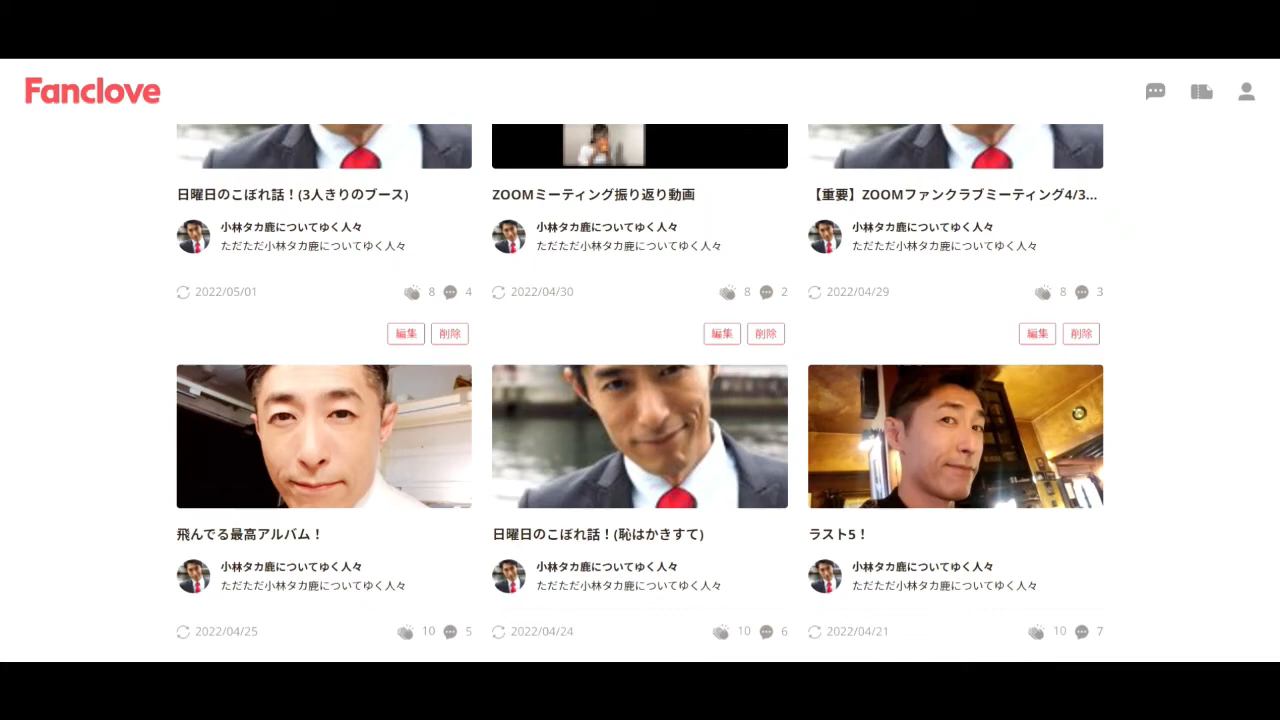 Fanclove
日曜日のこぼれ話！(3人きりのブース)
ZOOMミーティング振り返り動画
【重要】ZOOMファンクラブミーティング4/3...
小林タカ鹿についてゆく人々
ただただ小林タカ鹿についてゆく人々
小林タカ鹿についてゆく人々
ただただ小林タカ鹿についてゆく人々
小林タカ鹿についてゆく人々
ただただ小林タカ鹿についてゆく人々
2022/05/01 8 4
2022/04/30 8 2
2022/04/29 8 3
編集 削除
編集 削除
編集 削除
飛んでる最高アルバム！
日曜日のこぼれ話！(恥はかきすて)
ラスト5！
小林タカ鹿についてゆく人々
ただただ小林タカ鹿についてゆく人々
小林タカ鹿についてゆく人々
ただただ小林タカ鹿についてゆく人々
小林タカ鹿についてゆく人々
ただただ小林タカ鹿についてゆく人々
2022/04/25 10 5
2022/04/24 10 6
2022/04/21 10 7